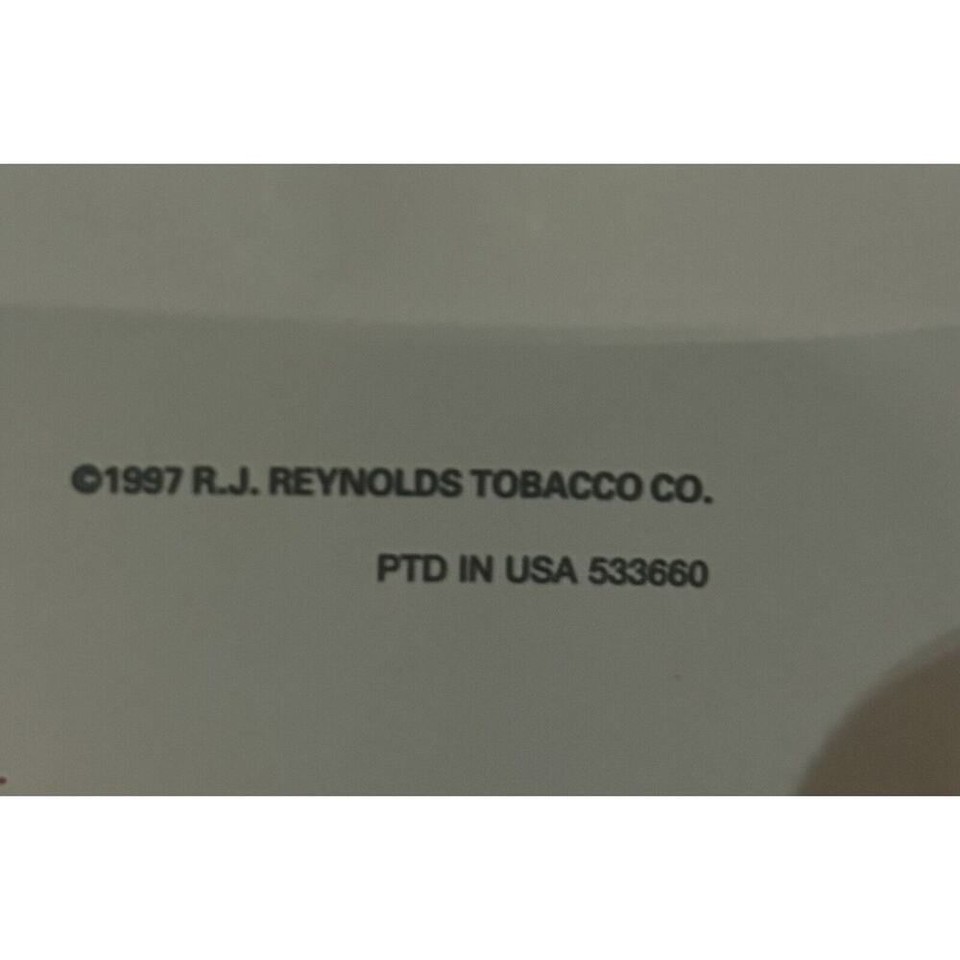 ©1997 R.J. REYNOLDS TOBACCO CO.
PTD IN USA 533660